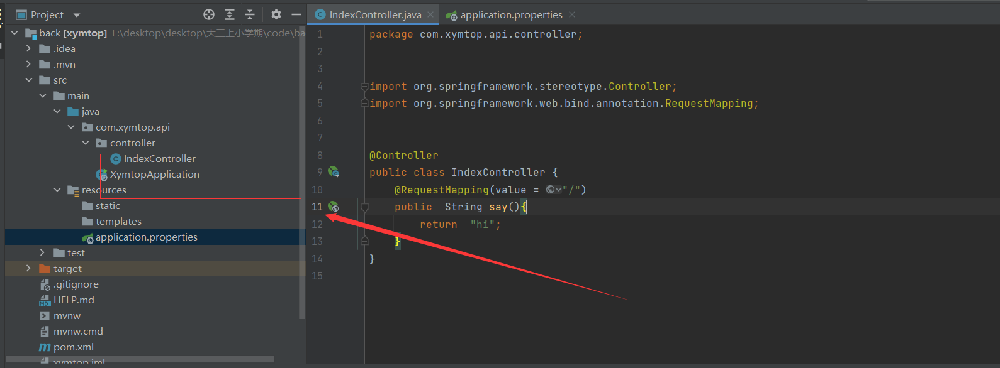 Project
IndexController.java
application.properties
back [xymtop] F:\desktop\desktop\大三上小学期\code\ba
.idea
.mvn
src
main
java
com.xymtop.api
controller
IndexController
XymtopApplication
resources
static
templates
application.properties
test
target
.gitignore
HELP.md
mvnw
mvnw.cmd
pom.xml
xymtop.iml
1 package com.xymtop.api.controller;
2
3
4 import org.springframework.stereotype.Controller;
5 import org.springframework.web.bind.annotation.RequestMapping;
6
7
8 @Controller
9 public class IndexController {
10 @RequestMapping(value = "/")
11 public String say(){
12 return "hi";
13 }
14 }
15